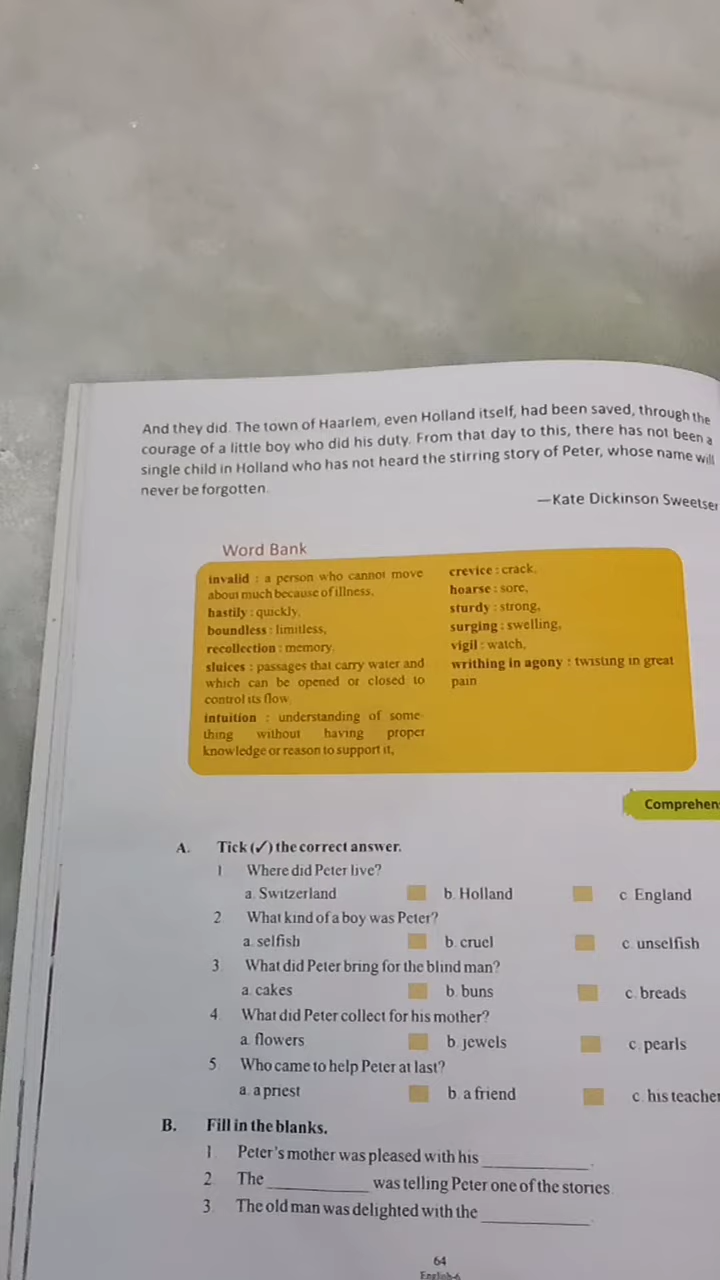 And they did. The town of Haarlem, even Holland itself, had been saved, through the
courage of a little boy who did his duty. From that day to this, there has not been a
single child in Holland who has not heard the stirring story of Peter, whose name will
never be forgotten.
—Kate Dickinson Sweetser
Word Bank
invalid : a person who cannot move
about much because of illness,
hastily : quickly,
boundless : limitless,
recollection : memory,
sluices : passages that carry water and
which can be opened or closed to
control its flow,
intuition : understanding of some-
thing without having proper
knowledge or reason to support it,
crevice : crack,
hoarse : sore,
sturdy : strong,
surging : swelling,
vigil : watch,
writhing in agony : twisting in great
pain
Comprehen
A. Tick (✓) the correct answer.
1 Where did Peter live?
a. Switzerland b. Holland c. England
2 What kind of a boy was Peter?
a. selfish b. cruel c. unselfish
3 What did Peter bring for the blind man?
a. cakes b. buns c. breads
4 What did Peter collect for his mother?
a. flowers b. jewels c. pearls
5 Who came to help Peter at last?
a. a priest b. a friend c. his teacher
B. Fill in the blanks.
1 Peter's mother was pleased with his ____________.
2 The ____________ was telling Peter one of the stories.
3 The old man was delighted with the ____________.
64
English-6